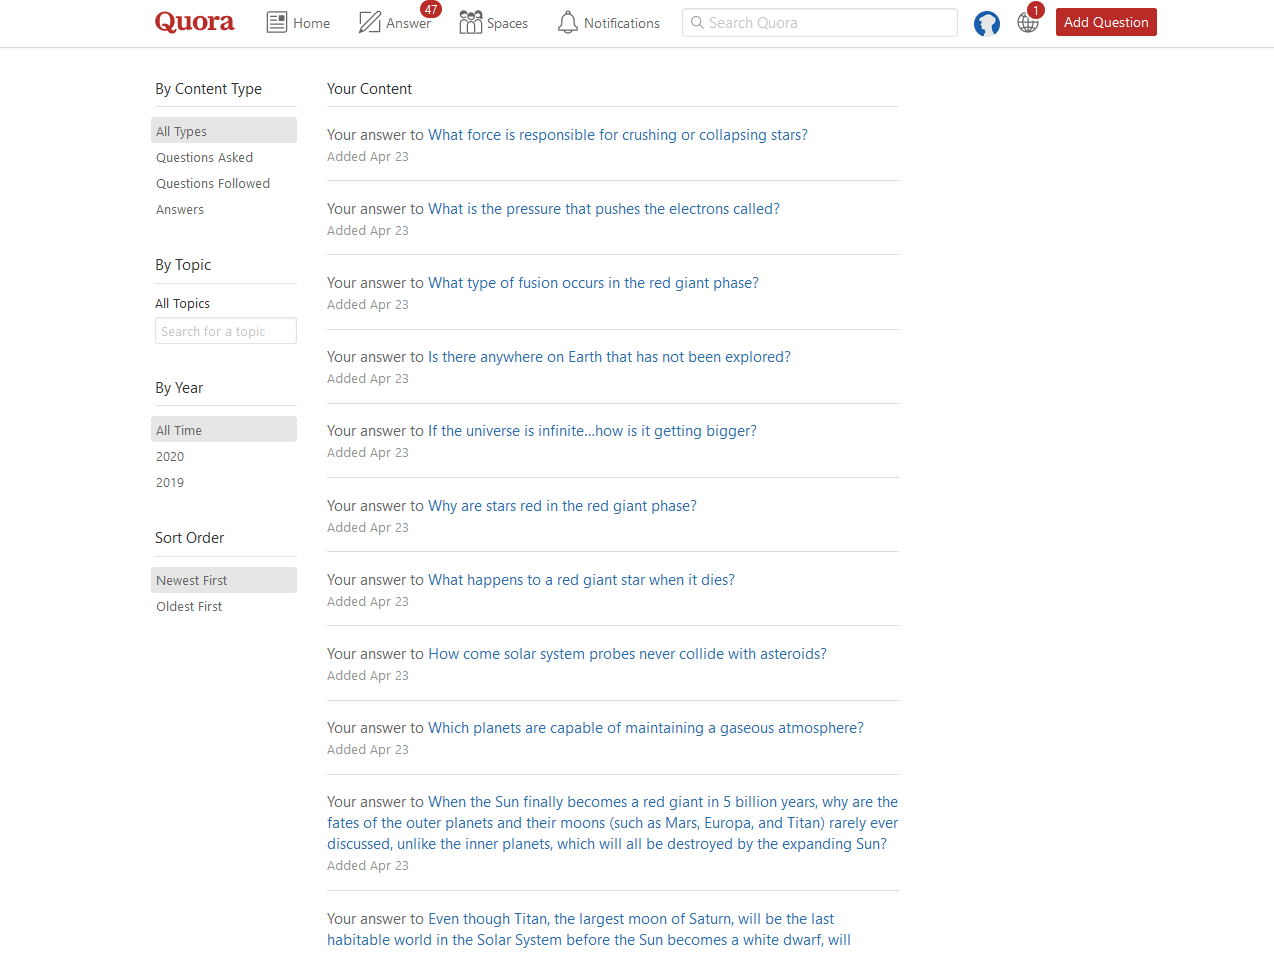 Quora
Home
Answer
47
Spaces
Notifications
Search Quora
1
Add Question
By Content Type
All Types
Questions Asked
Questions Followed
Answers
By Topic
All Topics
Search for a topic
By Year
All Time
2020
2019
Sort Order
Newest First
Oldest First
Your Content
Your answer to What force is responsible for crushing or collapsing stars?
Added Apr 23
Your answer to What is the pressure that pushes the electrons called?
Added Apr 23
Your answer to What type of fusion occurs in the red giant phase?
Added Apr 23
Your answer to Is there anywhere on Earth that has not been explored?
Added Apr 23
Your answer to If the universe is infinite...how is it getting bigger?
Added Apr 23
Your answer to Why are stars red in the red giant phase?
Added Apr 23
Your answer to What happens to a red giant star when it dies?
Added Apr 23
Your answer to How come solar system probes never collide with asteroids?
Added Apr 23
Your answer to Which planets are capable of maintaining a gaseous atmosphere?
Added Apr 23
Your answer to When the Sun finally becomes a red giant in 5 billion years, why are the
fates of the outer planets and their moons (such as Mars, Europa, and Titan) rarely ever
discussed, unlike the inner planets, which will all be destroyed by the expanding Sun?
Added Apr 23
Your answer to Even though Titan, the largest moon of Saturn, will be the last
habitable world in the Solar System before the Sun becomes a white dwarf, will